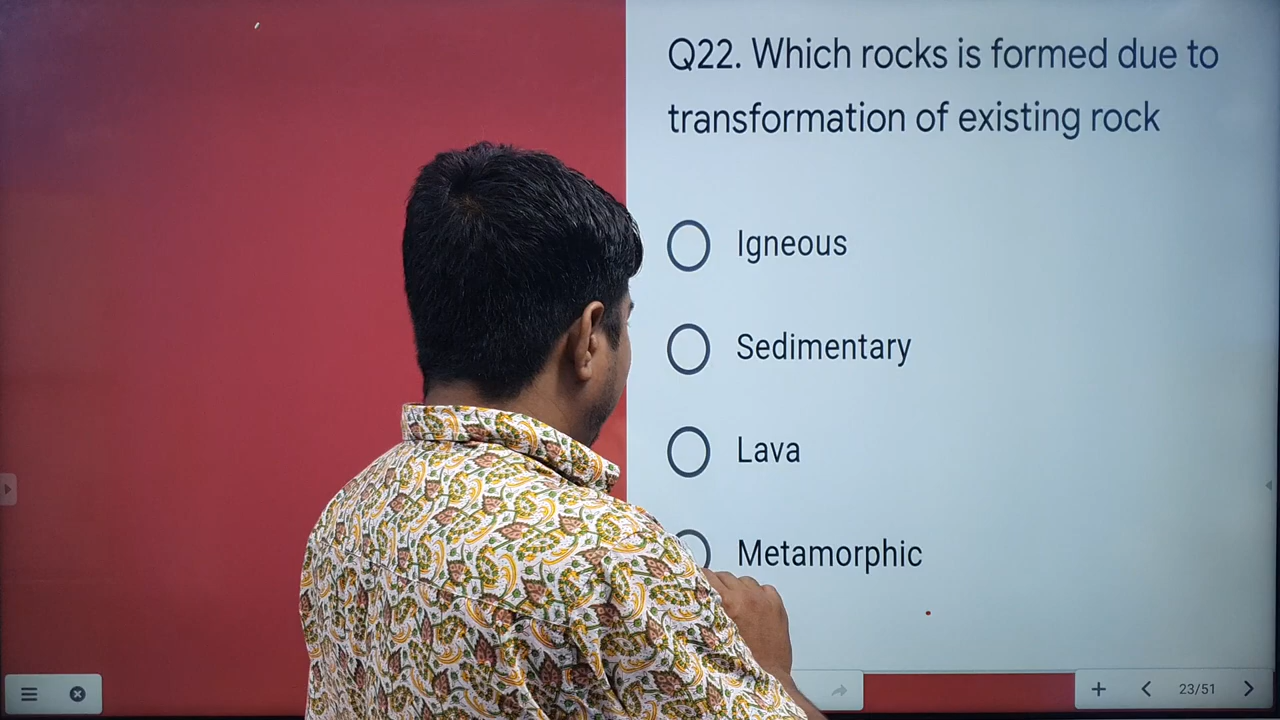 Q22. Which rocks is formed due to
transformation of existing rock
Igneous
Sedimentary
Lava
Metamorphic
23/51